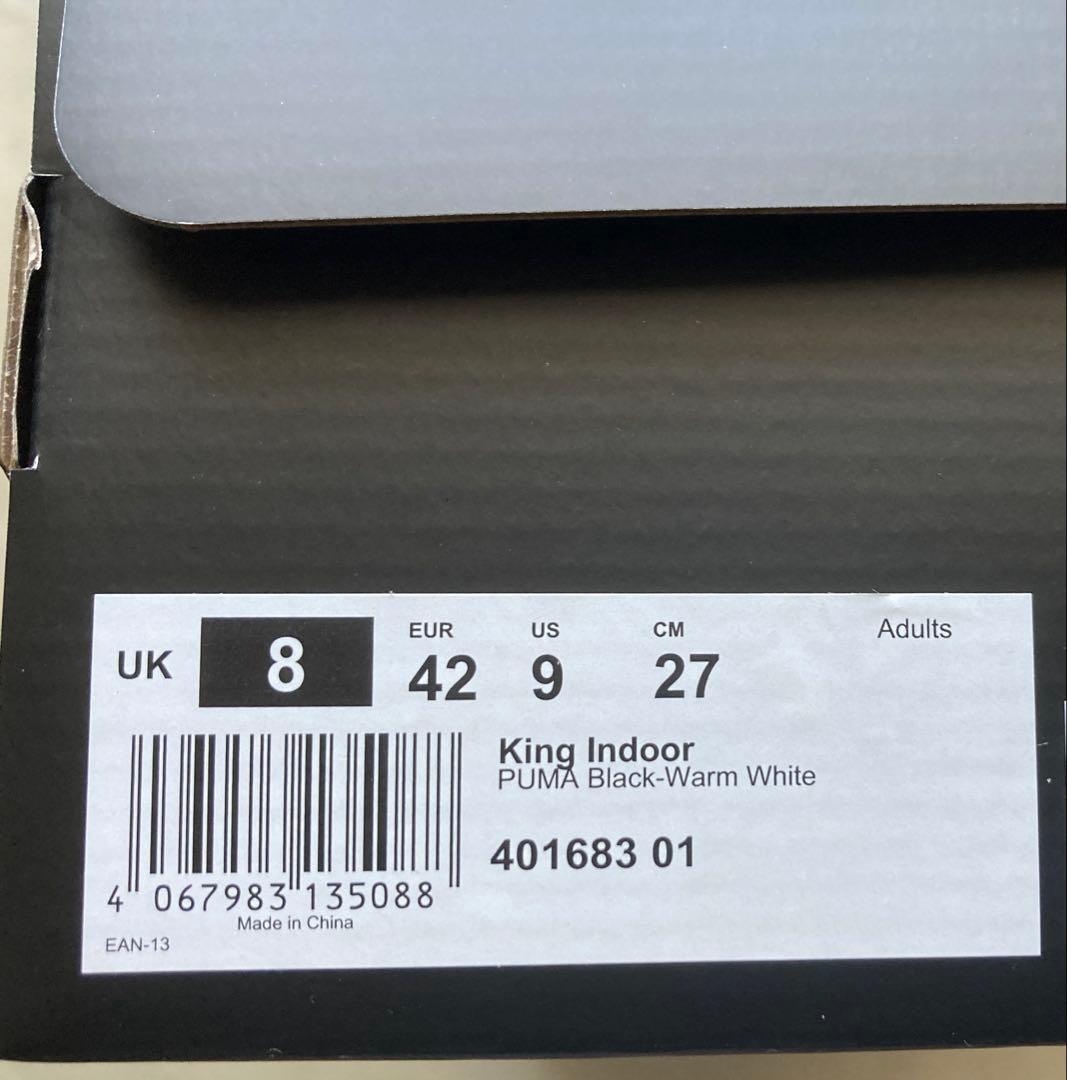 UK 8
EUR US CM Adults
42 9 27
King Indoor
PUMA Black-Warm White
401683 01
4 067983 135088
Made in China
EAN-13